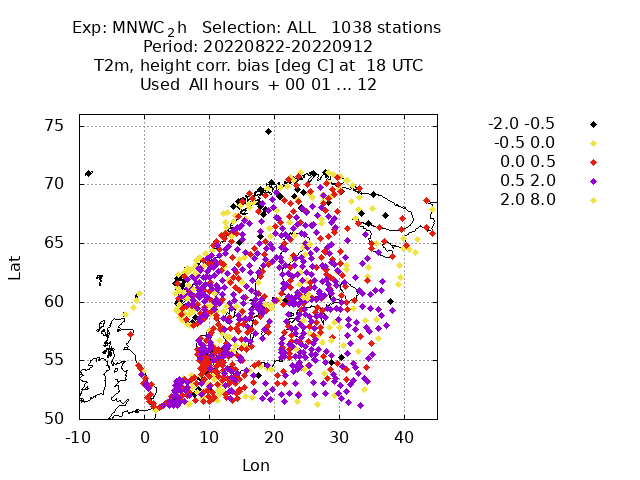 Exp: MNWC_2h   Selection: ALL   1038 stations
Period: 20220822-20220912
T2m, height corr. bias [deg C] at  18 UTC
Used  All hours  + 00 01 ... 12
-2.0 -0.5
-0.5 0.0
0.0 0.5
0.5 2.0
2.0 8.0
75
70
65
60
55
50
Lat
-10 0 10 20 30 40
Lon